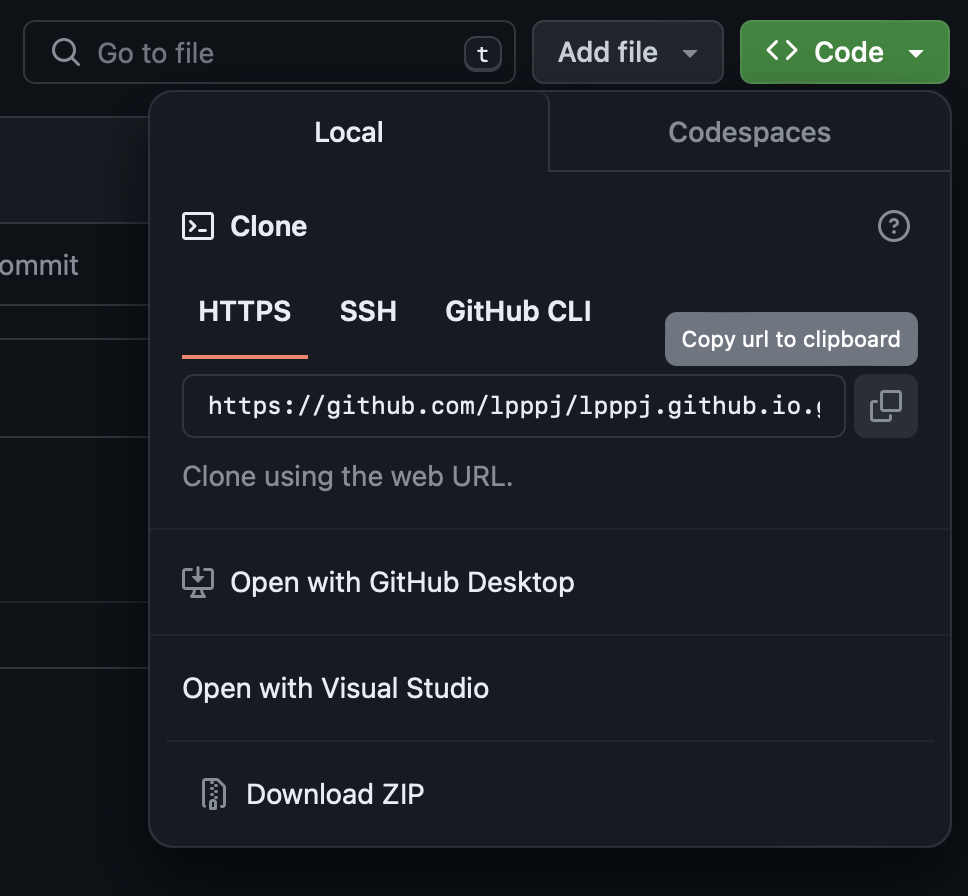 Go to file
t
Add file
Code
Local
Codespaces
Clone
ommit
HTTPS
SSH
GitHub CLI
Copy url to clipboard
https://github.com/lpppj/lpppj.github.io.g
Clone using the web URL.
Open with GitHub Desktop
Open with Visual Studio
Download ZIP